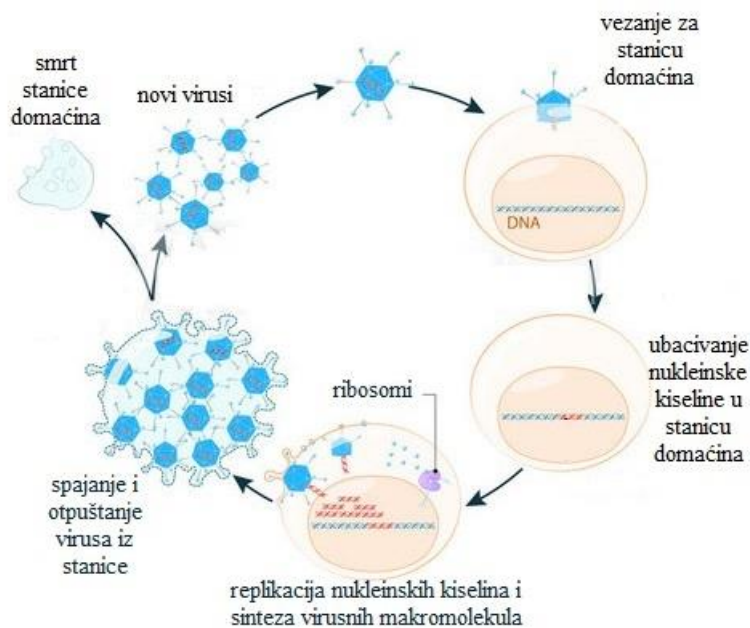 vezanje za
stanicu
domaćina
DNA
ubacivanje
nukleinske
kiseline u
stanicu
domaćina
ribosomi
replikacija nukleinskih kiselina i
sinteza virusnih makromolekula
spajanje i
otpuštanje
virusa iz
stanice
smrt
stanice
domaćina
novi virusi